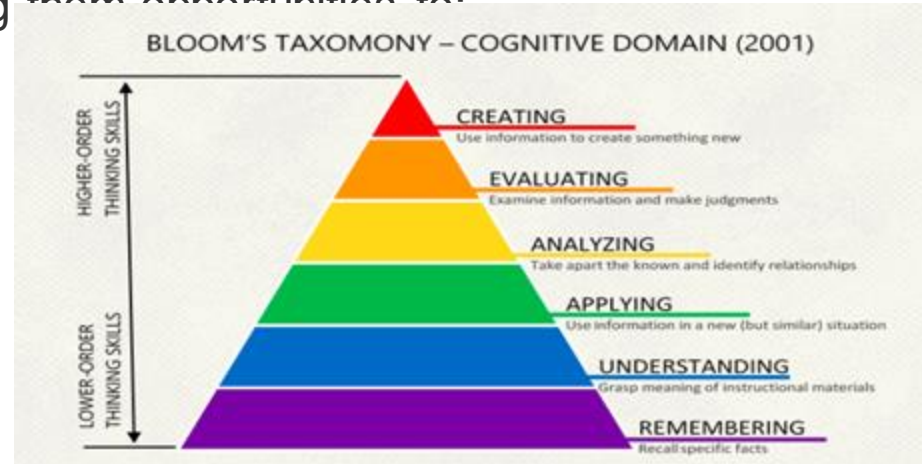 BLOOM'S TAXOMONY – COGNITIVE DOMAIN (2001)
HIGHER-ORDER
THINKING SKILLS
LOWER-ORDER
THINKING SKILLS
CREATING
Use information to create something new
EVALUATING
Examine information and make judgments
ANALYZING
Take apart the known and identify relationships
APPLYING
Use information in a new (but similar) situation
UNDERSTANDING
Grasp meaning of instructional materials
REMEMBERING
Recall specific facts